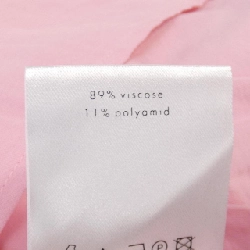 89% viscose
11% polyamid